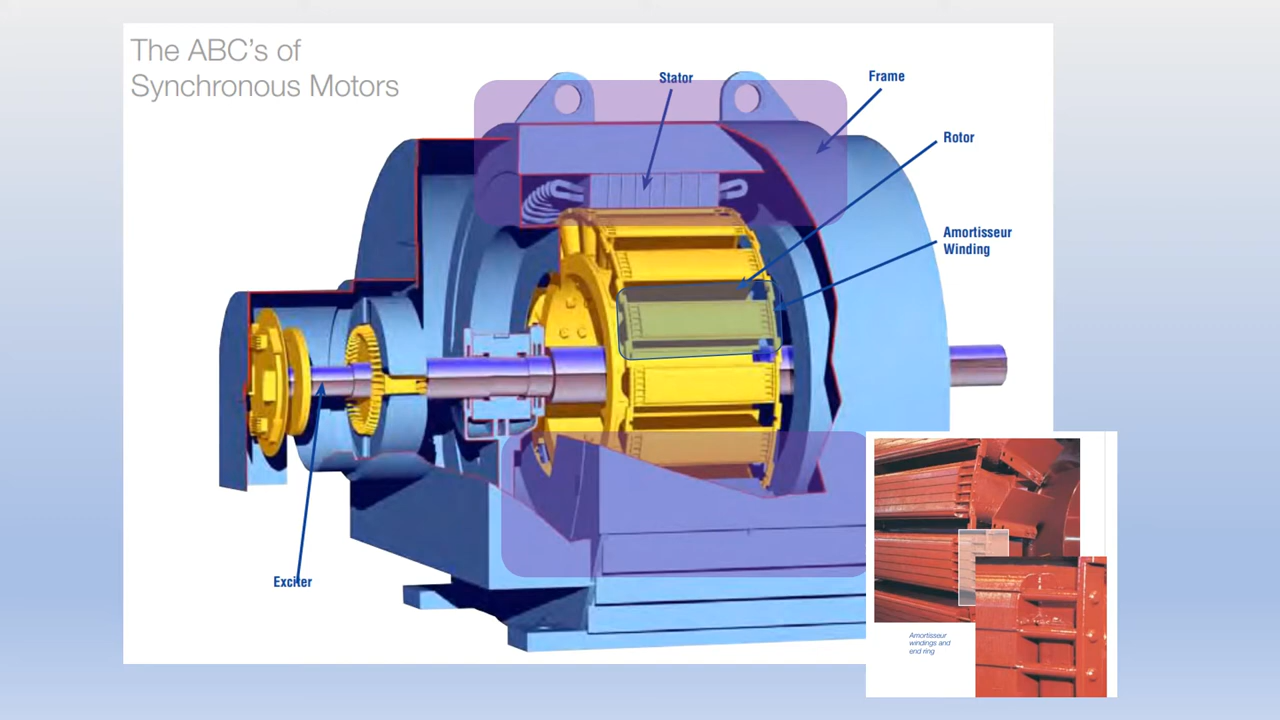 The ABC's of
Synchronous Motors
Stator
Frame
Rotor
Amortisseur
Winding
Exciter
Amortisseur
windings and
end ring